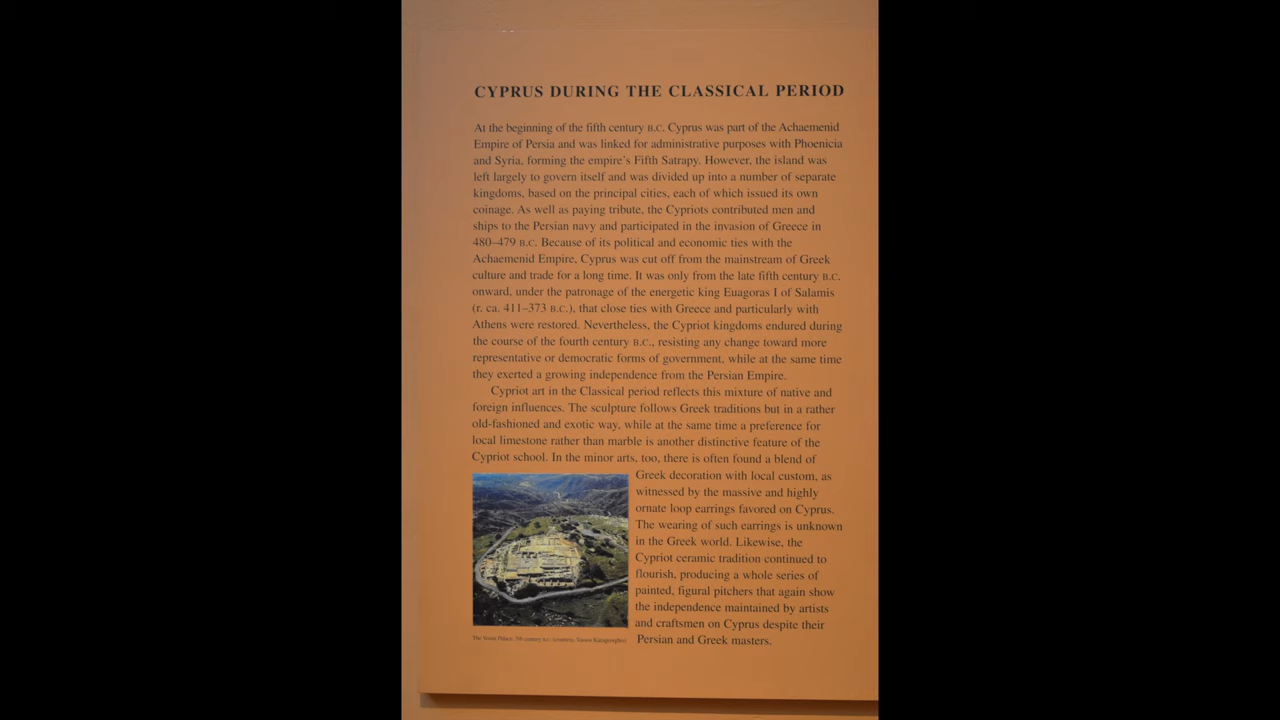 CYPRUS DURING THE CLASSICAL PERIOD
At the beginning of the fifth century B.C. Cyprus was part of the Achaemenid
Empire of Persia and was linked for administrative purposes with Phoenicia
and Syria, forming the empire's Fifth Satrapy. However, the island was
left largely to govern itself and was divided up into a number of separate
kingdoms, based on the principal cities, each of which issued its own
coinage. As well as paying tribute, the Cypriots contributed men and
ships to the Persian navy and participated in the invasion of Greece in
480–479 B.C. Because of its political and economic ties with the
Achaemenid Empire, Cyprus was cut off from the mainstream of Greek
culture and trade for a long time. It was only from the late fifth century B.C.
onward, under the patronage of the energetic king Euagoras I of Salamis
(r. ca. 411–373 B.C.), that close ties with Greece and particularly with
Athens were restored. Nevertheless, the Cypriot kingdoms endured during
the course of the fourth century B.C., resisting any change toward more
representative or democratic forms of government, while at the same time
they exerted a growing independence from the Persian Empire.
Cypriot art in the Classical period reflects this mixture of native and
foreign influences. The sculpture follows Greek traditions but in a rather
old-fashioned and exotic way, while at the same time a preference for
local limestone rather than marble is another distinctive feature of the
Cypriot school. In the minor arts, too, there is often found a blend of
Greek decoration with local custom, as
witnessed by the massive and highly
ornate loop earrings favored on Cyprus.
The wearing of such earrings is unknown
in the Greek world. Likewise, the
Cypriot ceramic tradition continued to
flourish, producing a whole series of
painted, figural pitchers that again show
the independence maintained by artists
and craftsmen on Cyprus despite their
Persian and Greek masters.
The Vouni Palace, 5th century B.C. (courtesy, Vassos Karageorghis)